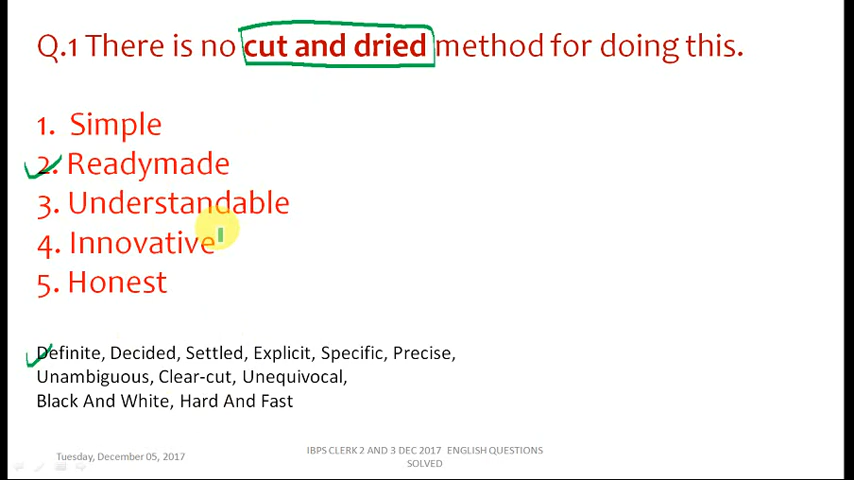 Q.1 There is no cut and dried method for doing this.
1. Simple
2. Readymade
3. Understandable
4. Innovative
5. Honest
Definite, Decided, Settled, Explicit, Specific, Precise,
Unambiguous, Clear-cut, Unequivocal,
Black And White, Hard And Fast
Tuesday, December 05, 2017
IBPS CLERK 2 AND 3 DEC 2017 ENGLISH QUESTIONS
SOLVED